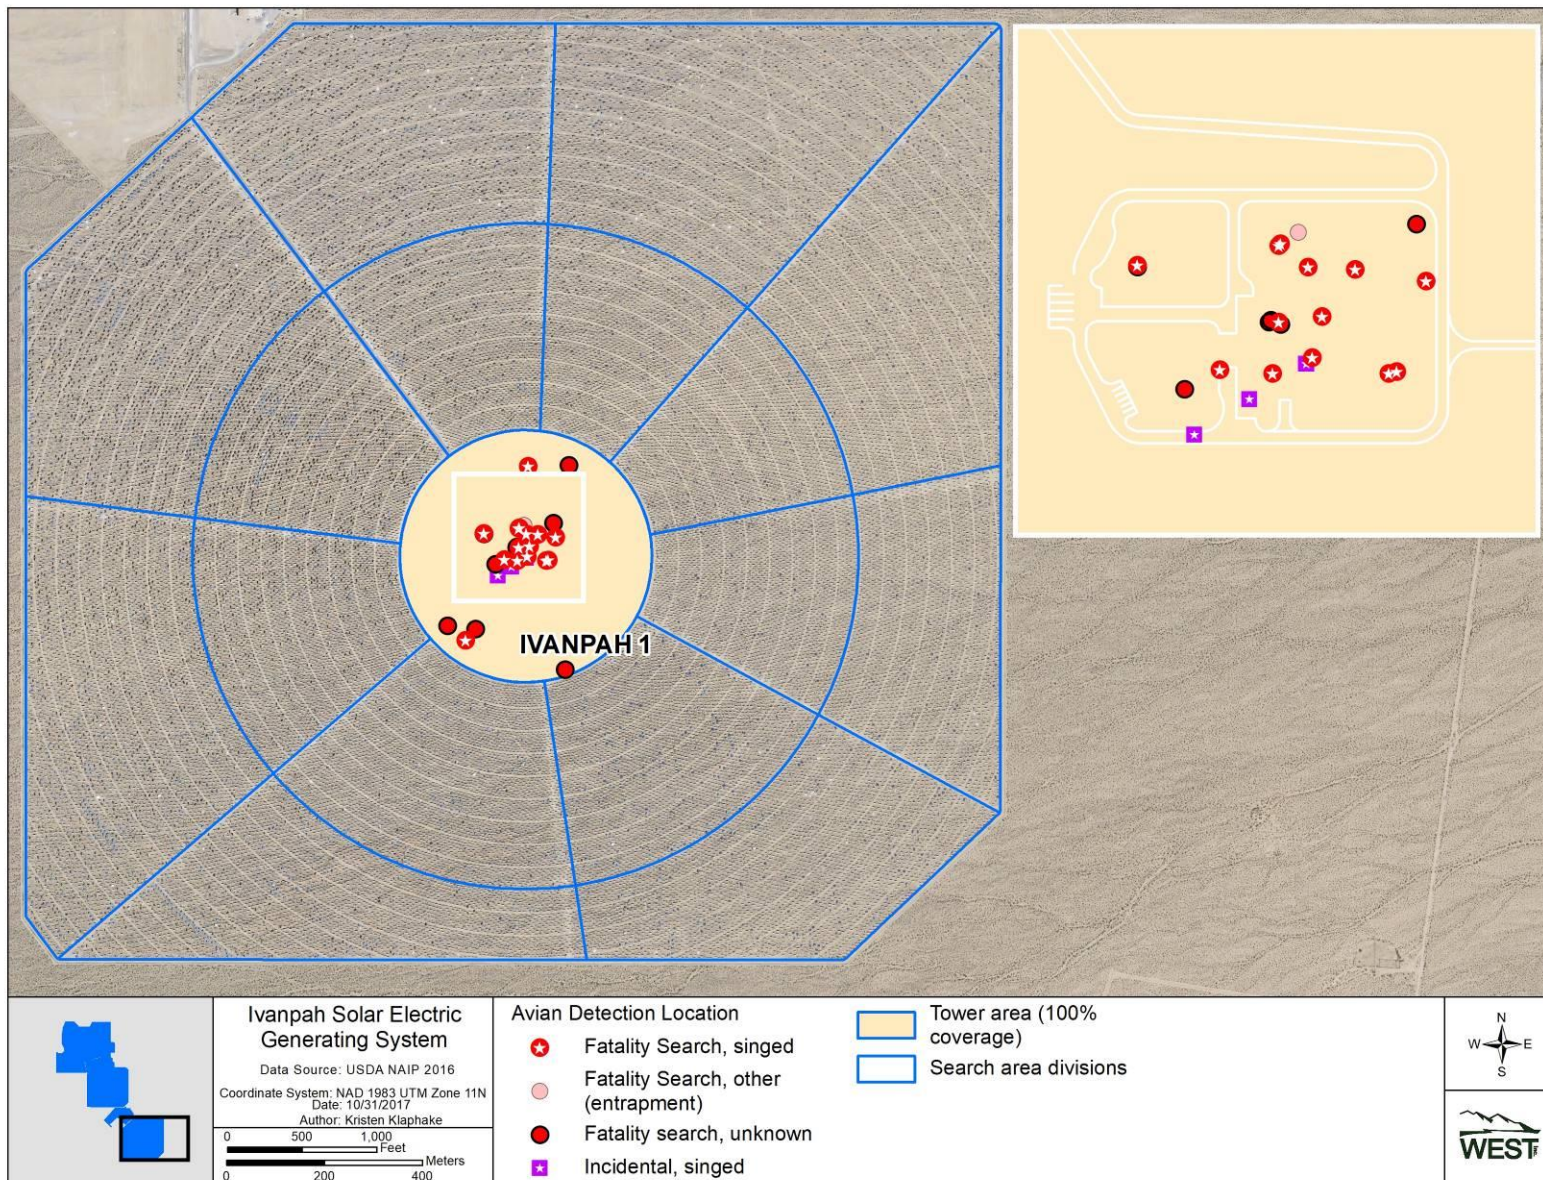 IVANPAH 1
Ivanpah Solar Electric
Generating System
Data Source: USDA NAIP 2016
Coordinate System: NAD 1983 UTM Zone 11N
Date: 10/31/2017
Author: Kristen Klaphake
0 500 1,000
Feet
Meters
0 200 400
Avian Detection Location
Fatality Search, singed
Fatality Search, other
(entrapment)
Fatality search, unknown
Incidental, singed
Tower area (100%
coverage)
Search area divisions
N
W E
S
WEST